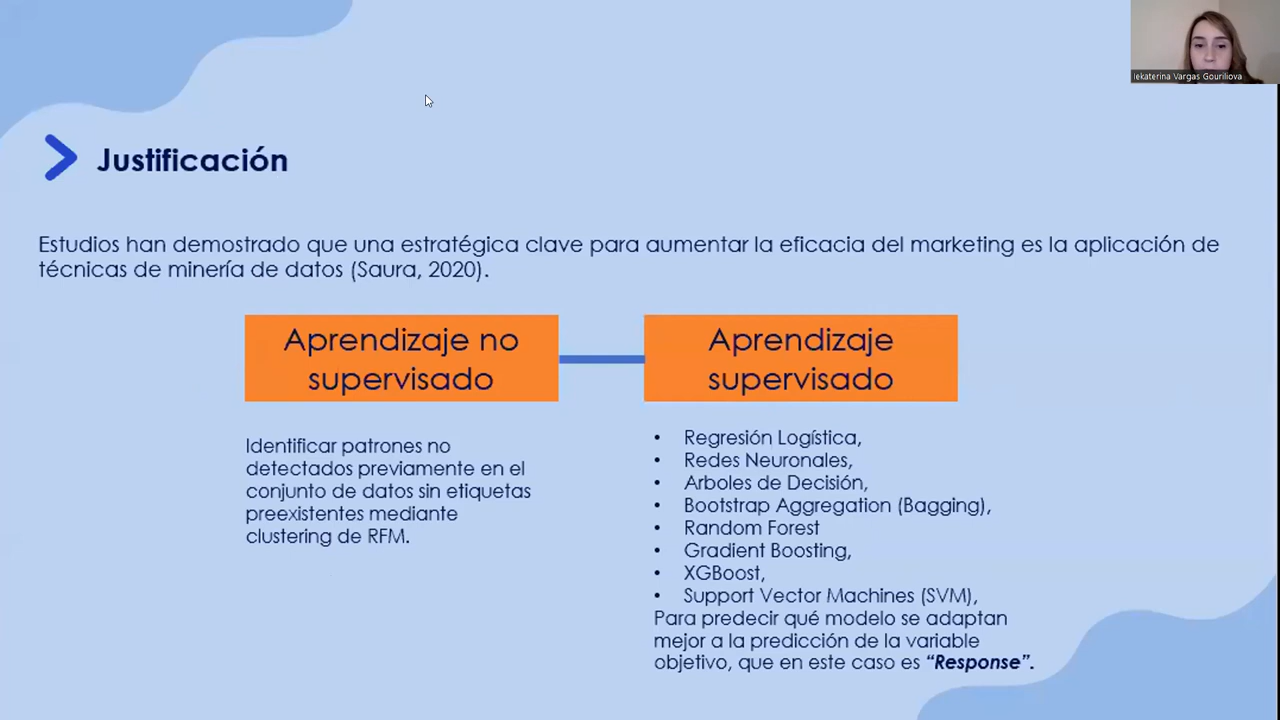 Iekaterina Vargas Gouriliova
Justificación
Estudios han demostrado que una estratégica clave para aumentar la eficacia del marketing es la aplicación de
técnicas de minería de datos (Saura, 2020).
Aprendizaje no
supervisado
Identificar patrones no
detectados previamente en el
conjunto de datos sin etiquetas
preexistentes mediante
clustering de RFM.
Aprendizaje
supervisado
• Regresión Logística,
• Redes Neuronales,
• Arboles de Decisión,
• Bootstrap Aggregation (Bagging),
• Random Forest
• Gradient Boosting,
• XGBoost,
• Support Vector Machines (SVM),
Para predecir qué modelo se adaptan
mejor a la predicción de la variable
objetivo, que en este caso es “Response”.